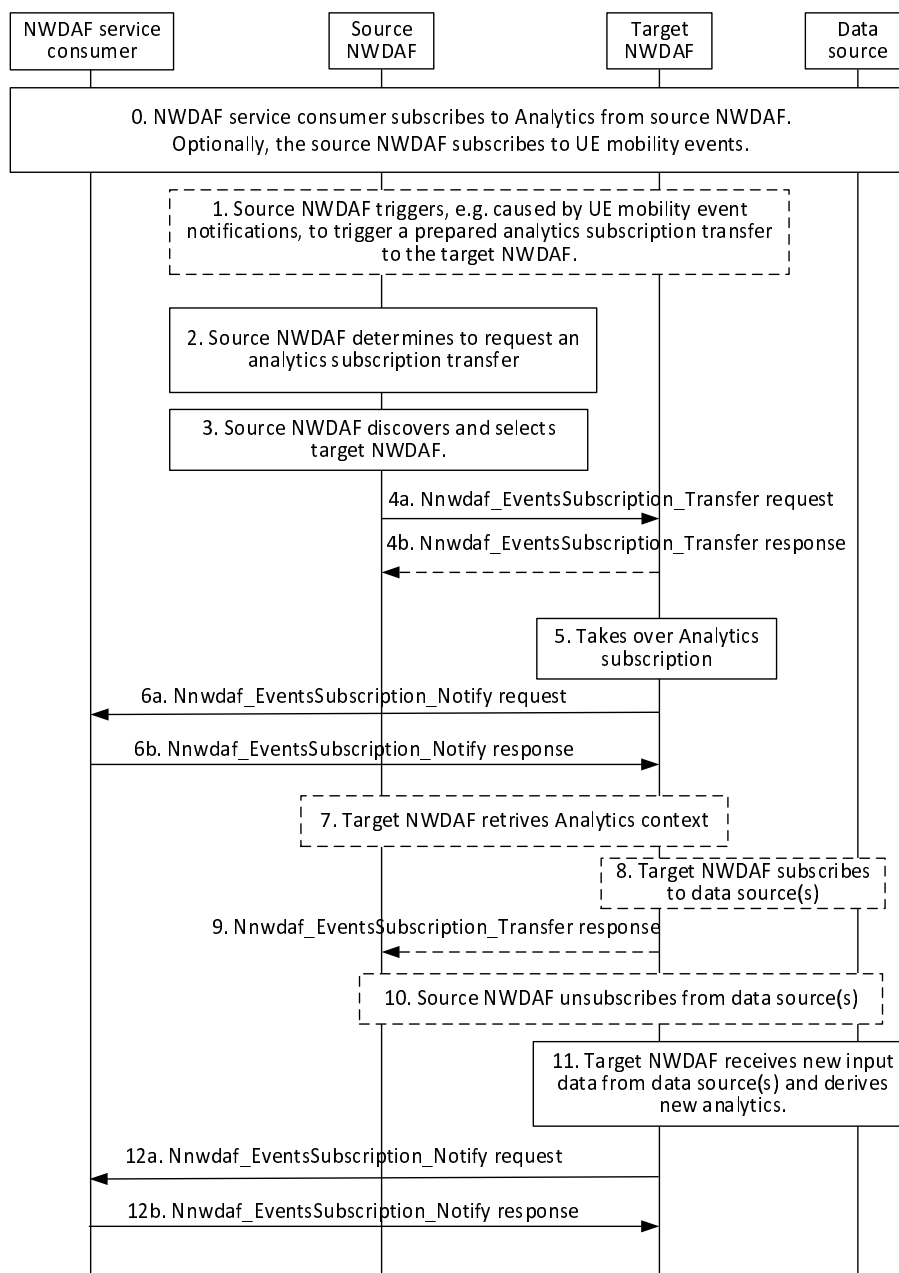 NWDAF service
consumer
Source
NWDAF
Target
NWDAF
Data
source
0. NWDAF service consumer subscribes to Analytics from source NWDAF.
Optionally, the source NWDAF subscribes to UE mobility events.
1. Source NWDAF triggers, e.g. caused by UE mobility event
notifications, to trigger a prepared analytics subscription transfer
to the target NWDAF.
2. Source NWDAF determines to request an
analytics subscription transfer
3. Source NWDAF discovers and selects
target NWDAF.
4a. Nnwdaf_EventsSubscription_Transfer request
4b. Nnwdaf_EventsSubscription_Transfer response
5. Takes over Analytics
subscription
6a. Nnwdaf_EventsSubscription_Notify request
6b. Nnwdaf_EventsSubscription_Notify response
7. Target NWDAF retrives Analytics context
8. Target NWDAF subscribes
to data source(s)
9. Nnwdaf_EventsSubscription_Transfer response
10. Source NWDAF unsubscribes from data source(s)
11. Target NWDAF receives new input
data from data source(s) and derives
new analytics.
12a. Nnwdaf_EventsSubscription_Notify request
12b. Nnwdaf_EventsSubscription_Notify response